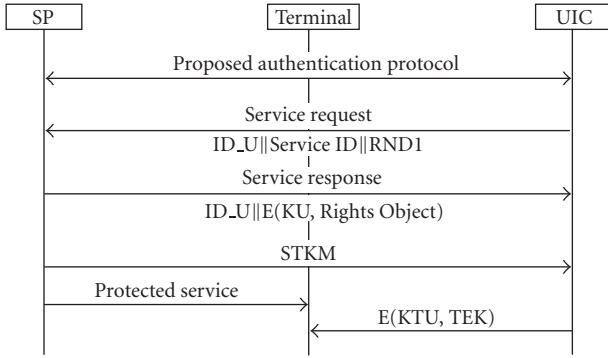 SP Terminal UIC
Proposed authentication protocol
Service request
ID_U||Service ID||RND1
Service response
ID_U||E(KU, Rights Object)
STKM
Protected service
E(KTU, TEK)